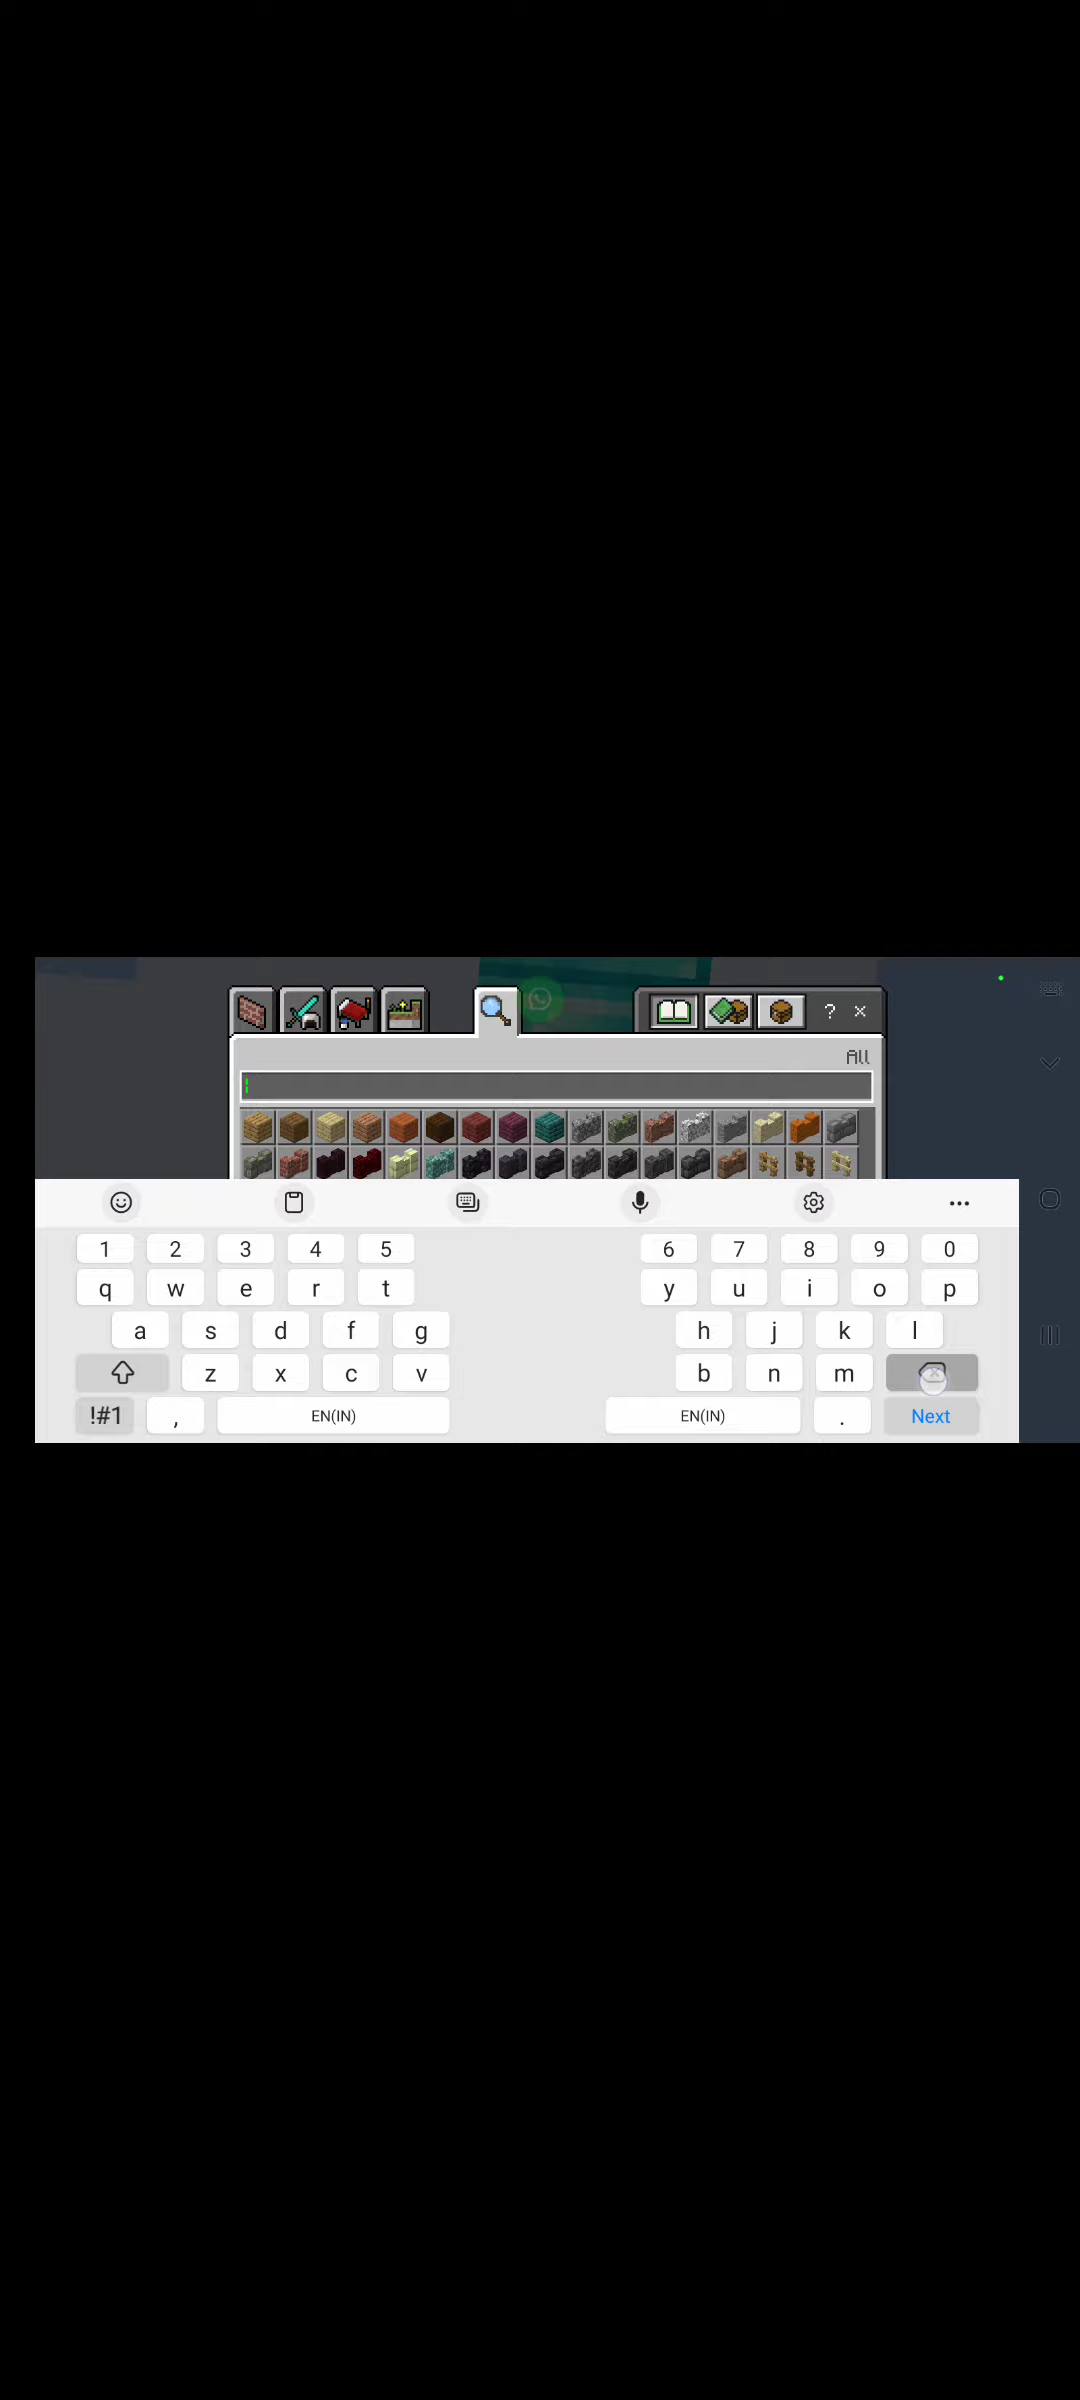 ? ×
All
1 2 3 4 5 6 7 8 9 0
q w e r t y u i o p
a s d f g h j k l
z x c v b n m
!#1 , EN(IN) EN(IN) . Next